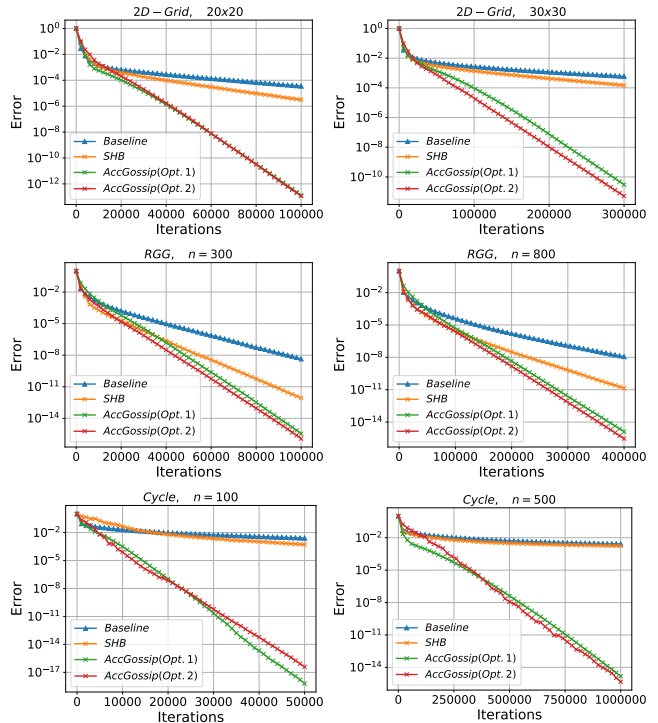 2D − Grid, 20x20
10^0
10^−2
10^−4
10^−6
10^−8
10^−10
10^−12
Error
Baseline
SHB
AccGossip(Opt.1)
AccGossip(Opt.2)
0 20000 40000 60000 80000 100000
Iterations
2D − Grid, 30x30
10^0
10^−2
10^−4
10^−6
10^−8
10^−10
Error
Baseline
SHB
AccGossip(Opt.1)
AccGossip(Opt.2)
0 100000 200000 300000
Iterations
RGG, n = 300
10^−2
10^−5
10^−8
10^−11
10^−14
Error
Baseline
SHB
AccGossip(Opt.1)
AccGossip(Opt.2)
0 20000 40000 60000 80000 100000
Iterations
RGG, n = 800
10^−2
10^−5
10^−8
10^−11
10^−14
Error
Baseline
SHB
AccGossip(Opt.1)
AccGossip(Opt.2)
0 100000 200000 300000 400000
Iterations
Cycle, n = 100
10^−2
10^−5
10^−8
10^−11
10^−14
10^−17
Error
Baseline
SHB
AccGossip(Opt.1)
AccGossip(Opt.2)
0 10000 20000 30000 40000 50000
Iterations
Cycle, n = 500
10^−2
10^−5
10^−8
10^−11
10^−14
Error
Baseline
SHB
AccGossip(Opt.1)
AccGossip(Opt.2)
0 250000 500000 750000 1000000
Iterations